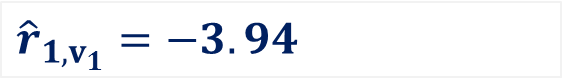 r̂₁,ᵥ₁ = −3.94